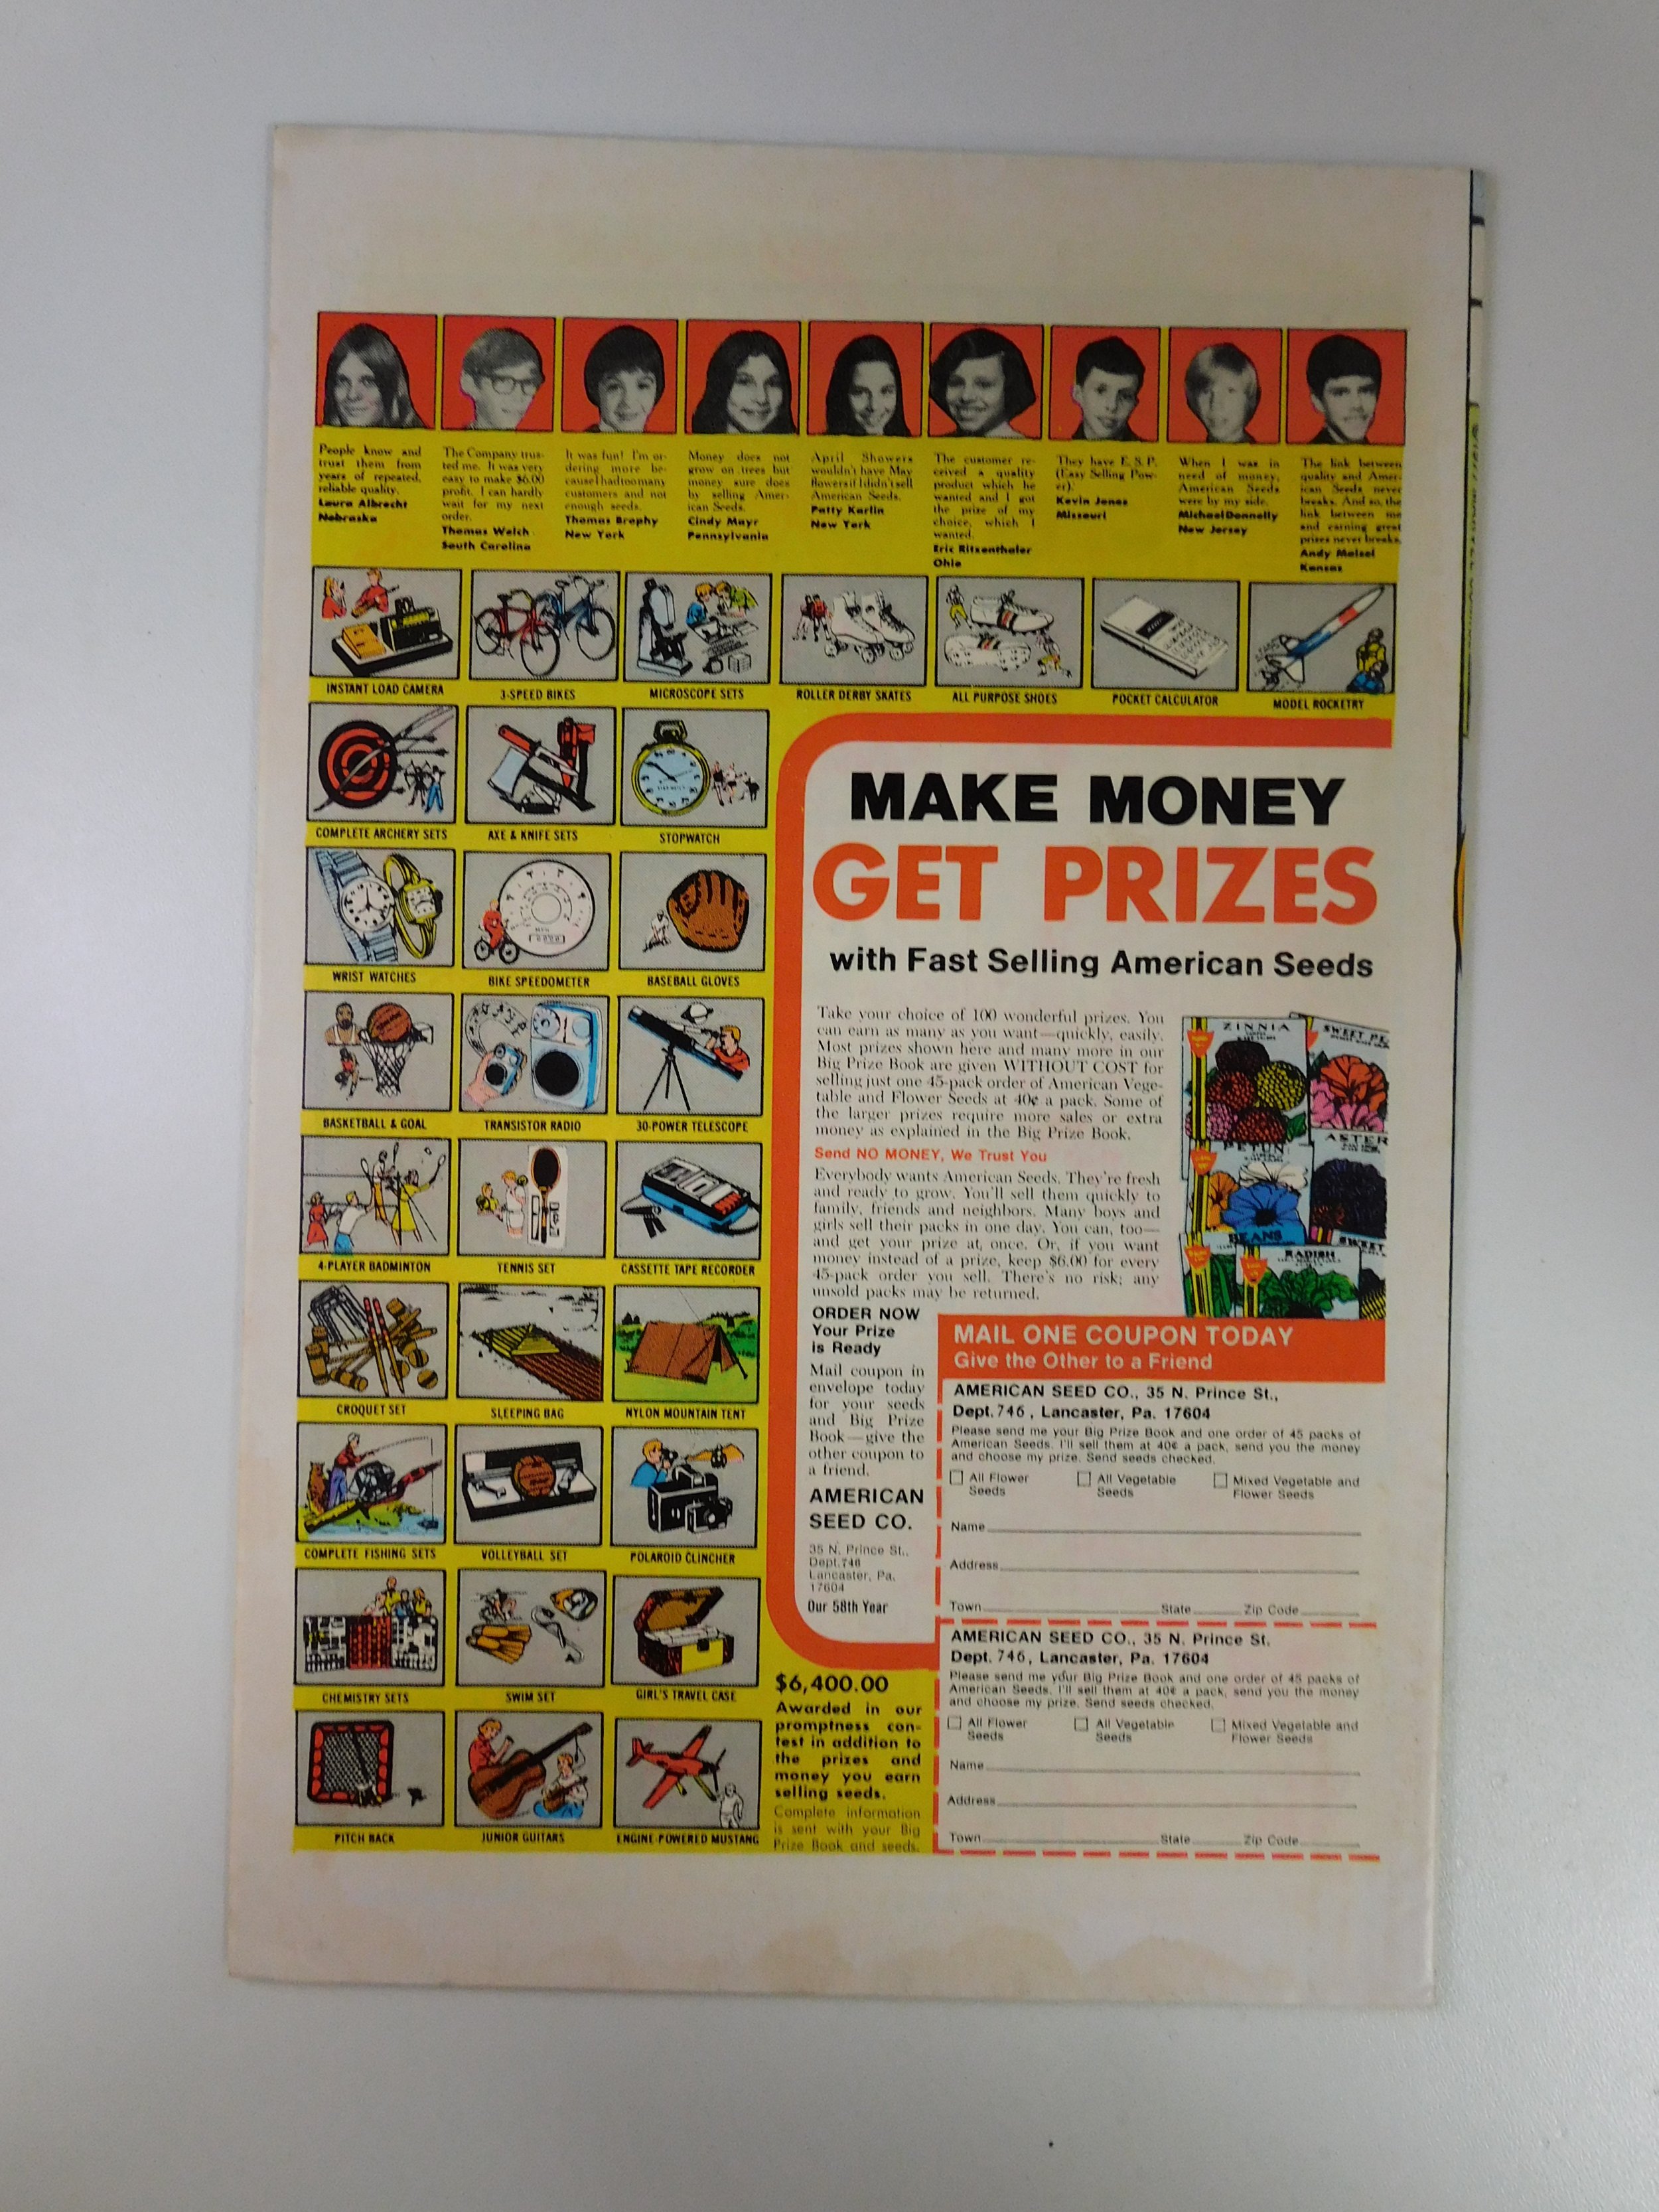 People know and
trust them from
years of repeated,
reliable quality.
Laura Albrecht
Nebraska
The Company trus-
ted me. It was very
easy to make $6.00
profit. I can hardly
wait for my next
order.
Thomas Welch
South Carolina
It was fun! I'm or-
dering more be-
cause I had too many
customers and not
enough seeds.
Thomas Brophy
New York
Money does not
grow on trees but
money sure does
by selling Amer-
ican Seeds.
Cindy Mayr
Pennsylvania
April Showers
wouldn't have May
flowers if I didn't sell
American Seeds.
Patty Karlin
New York
The customer re-
ceived a quality
product which he
wanted and I got
the prize of my
choice, which I
wanted.
Eric Ritzenthaler
Ohio
They have E.S.P.
(Easy Selling Pow-
er).
Kevin Jones
Missouri
When I was in
need of money,
American Seeds
were by my side.
Michael Donnelly
New Jersey
The link between
quality and Amer-
ican Seeds never
breaks. And so, the
link between me
and earning great
prizes never breaks.
Andy Meisel
Kansas
INSTANT LOAD CAMERA
3-SPEED BIKES
MICROSCOPE SETS
ROLLER DERBY SKATES
ALL PURPOSE SHOES
POCKET CALCULATOR
MODEL ROCKETRY
COMPLETE ARCHERY SETS
AXE & KNIFE SETS
STOPWATCH
WRIST WATCHES
BIKE SPEEDOMETER
BASEBALL GLOVES
BASKETBALL & GOAL
TRANSISTOR RADIO
30-POWER TELESCOPE
4-PLAYER BADMINTON
TENNIS SET
CASSETTE TAPE RECORDER
CROQUET SET
SLEEPING BAG
NYLON MOUNTAIN TENT
COMPLETE FISHING SETS
VOLLEYBALL SET
POLAROID CLINCHER
CHEMISTRY SETS
SWIM SET
GIRL'S TRAVEL CASE
PITCH BACK
JUNIOR GUITARS
ENGINE-POWERED MUSTANG
MAKE MONEY
GET PRIZES
with Fast Selling American Seeds
Take your choice of 100 wonderful prizes. You
can earn as many as you want—quickly, easily.
Most prizes shown here and many more in our
Big Prize Book are given WITHOUT COST for
selling just one 45-pack order of American Vege-
table and Flower Seeds at 40¢ a pack. Some of
the larger prizes require more sales or extra
money as explained in the Big Prize Book.
Send NO MONEY, We Trust You
Everybody wants American Seeds. They're fresh
and ready to grow. You'll sell them quickly to
family, friends and neighbors. Many boys and
girls sell their packs in one day. You can, too—
and get your prize at once. Or, if you want
money instead of a prize, keep $6.00 for every
45-pack order you sell. There's no risk; any
unsold packs may be returned.
ZINNIA
SWEET PE
PETUN
ASTER
BEANS
RADISH
SWEET
ORDER NOW
Your Prize
is Ready
Mail coupon in
envelope today
for your seeds
and Big Prize
Book—give the
other coupon to
a friend.
AMERICAN
SEED CO.
35 N. Prince St.,
Dept. 746
Lancaster, Pa.
17604
Our 58th Year
$6,400.00
Awarded in our
promptness con-
test in addition to
the prizes and
money you earn
selling seeds.
Complete information
is sent with your Big
Prize Book and seeds.
MAIL ONE COUPON TODAY
Give the Other to a Friend
AMERICAN SEED CO., 35 N. Prince St.,
Dept. 746, Lancaster, Pa. 17604
Please send me your Big Prize Book and one order of 45 packs of
American Seeds. I'll sell them at 40¢ a pack, send you the money
and choose my prize. Send seeds checked.
All Flower Seeds
All Vegetable Seeds
Mixed Vegetable and Flower Seeds
Name
Address
Town State Zip Code
AMERICAN SEED CO., 35 N. Prince St.
Dept. 746, Lancaster, Pa. 17604
Please send me your Big Prize Book and one order of 45 packs of
American Seeds. I'll sell them at 40¢ a pack, send you the money
and choose my prize. Send seeds checked.
All Flower Seeds
All Vegetable Seeds
Mixed Vegetable and Flower Seeds
Name
Address
Town State Zip Code